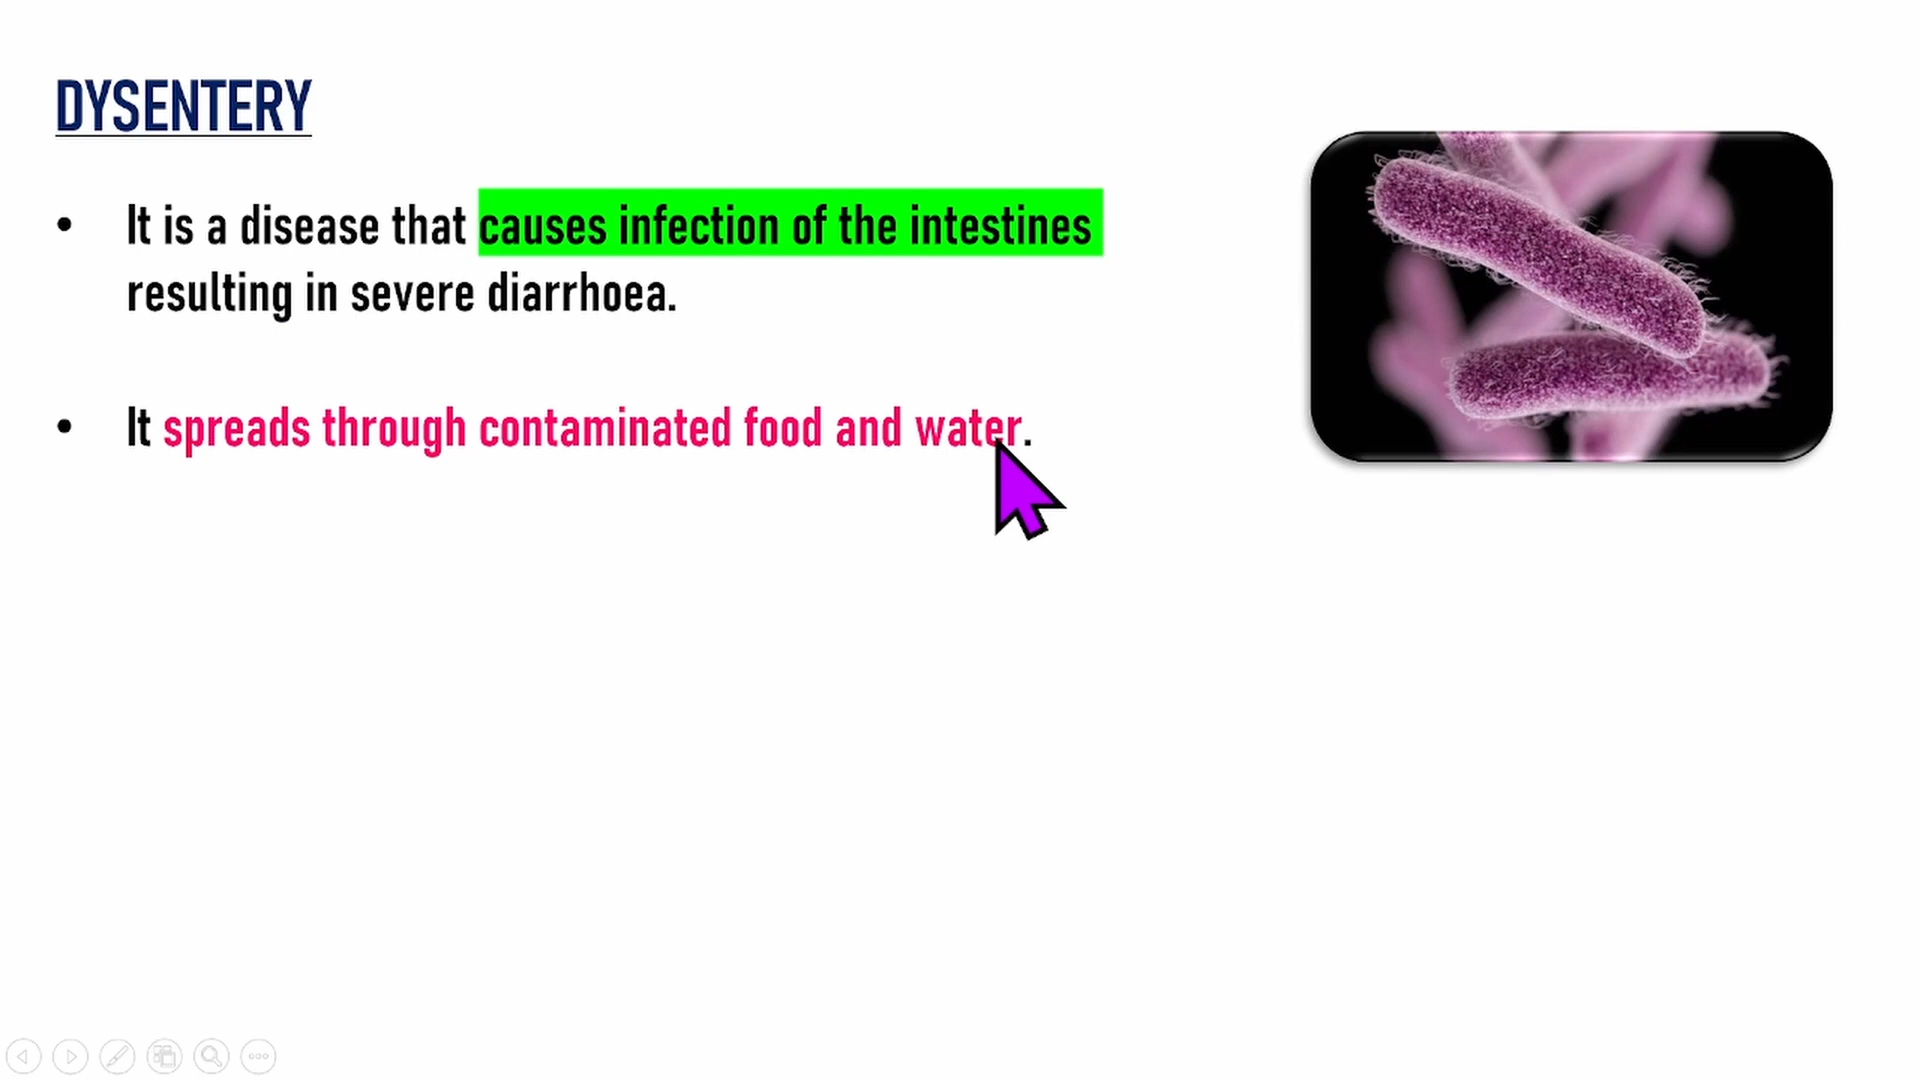 DYSENTERY
• It is a disease that causes infection of the intestines
resulting in severe diarrhoea.
• It spreads through contaminated food and water.